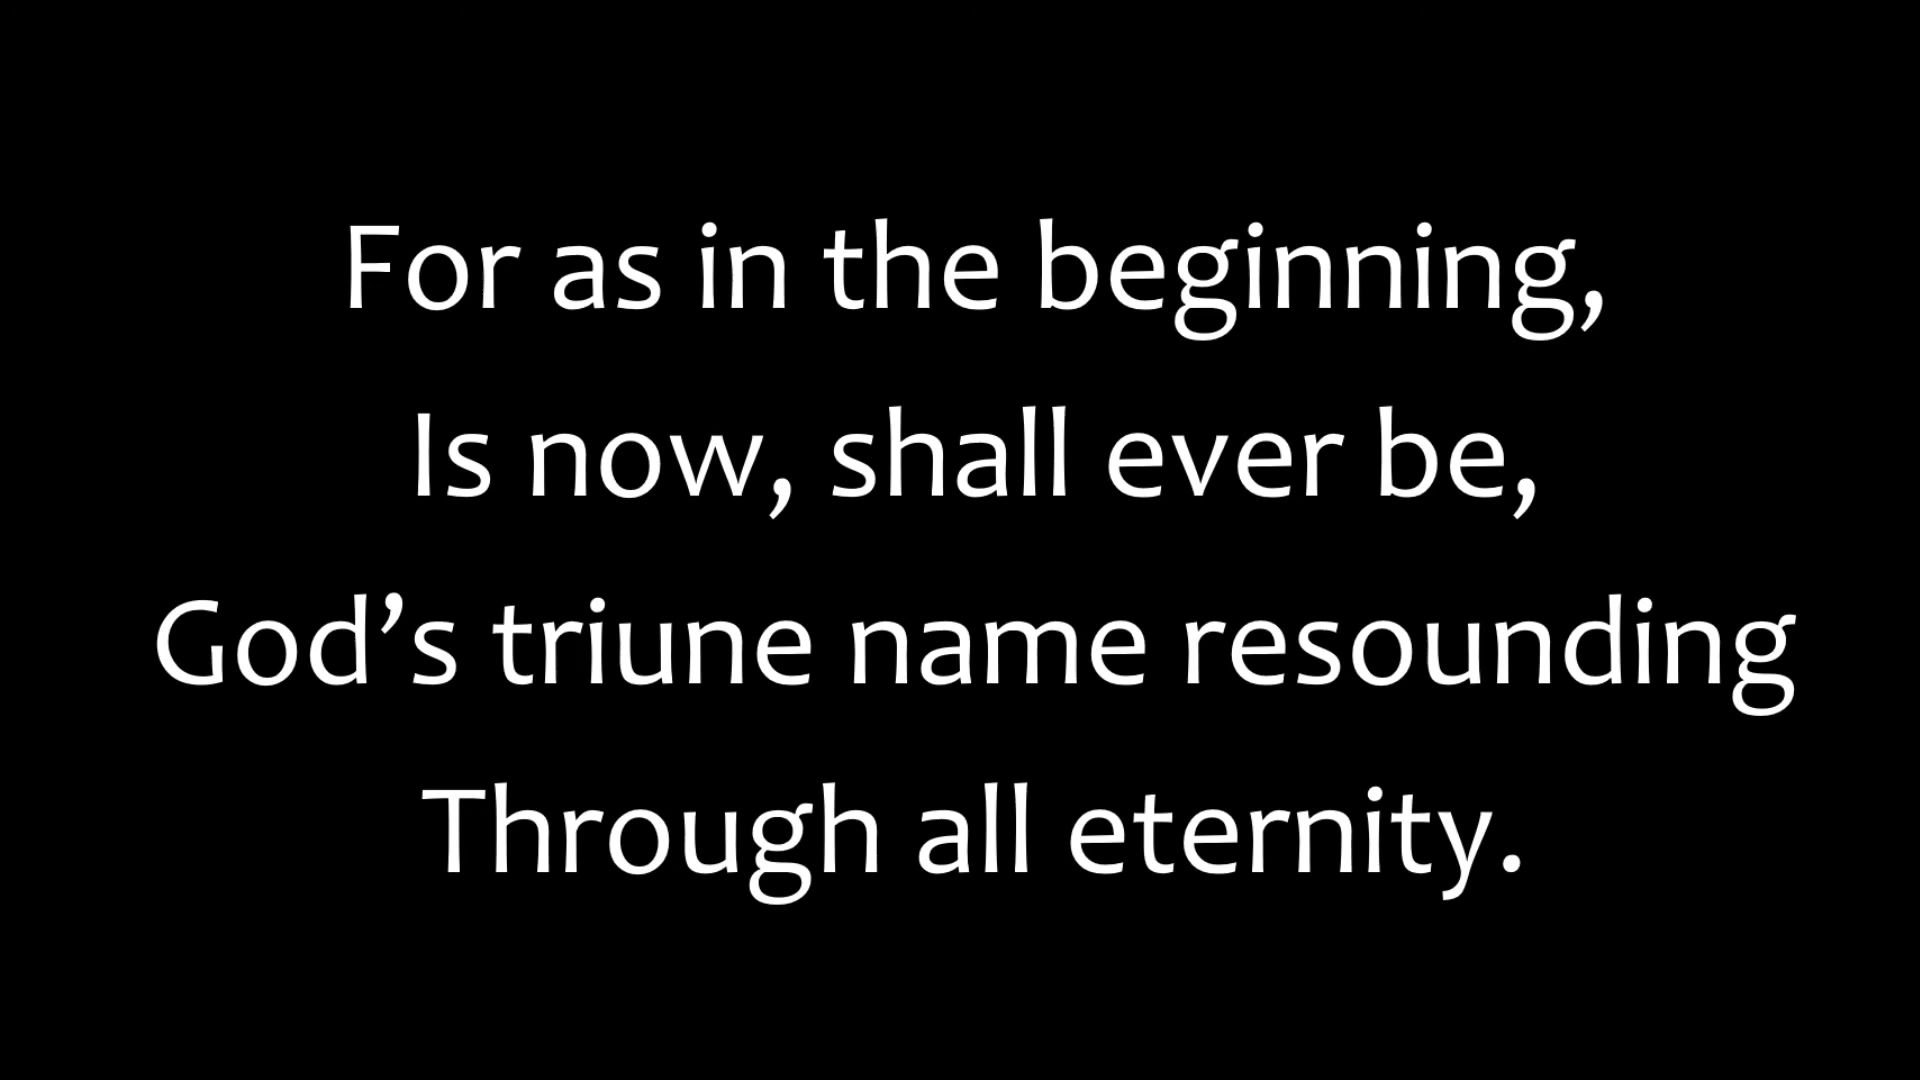 For as in the beginning,
Is now, shall ever be,
God’s triune name resounding
Through all eternity.